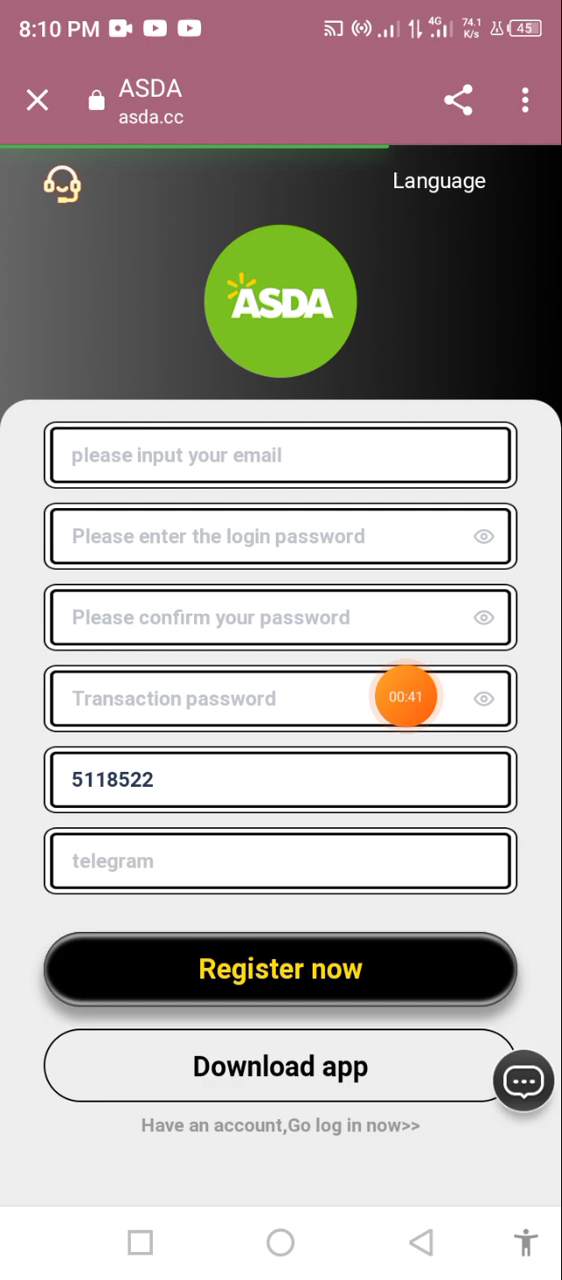 8:10 PM
4G
74.1
K/s
45
ASDA
asda.cc
Language
ASDA
please input your email
Please enter the login password
Please confirm your password
Transaction password
00:41
5118522
telegram
Register now
Download app
Have an account,Go log in now>>